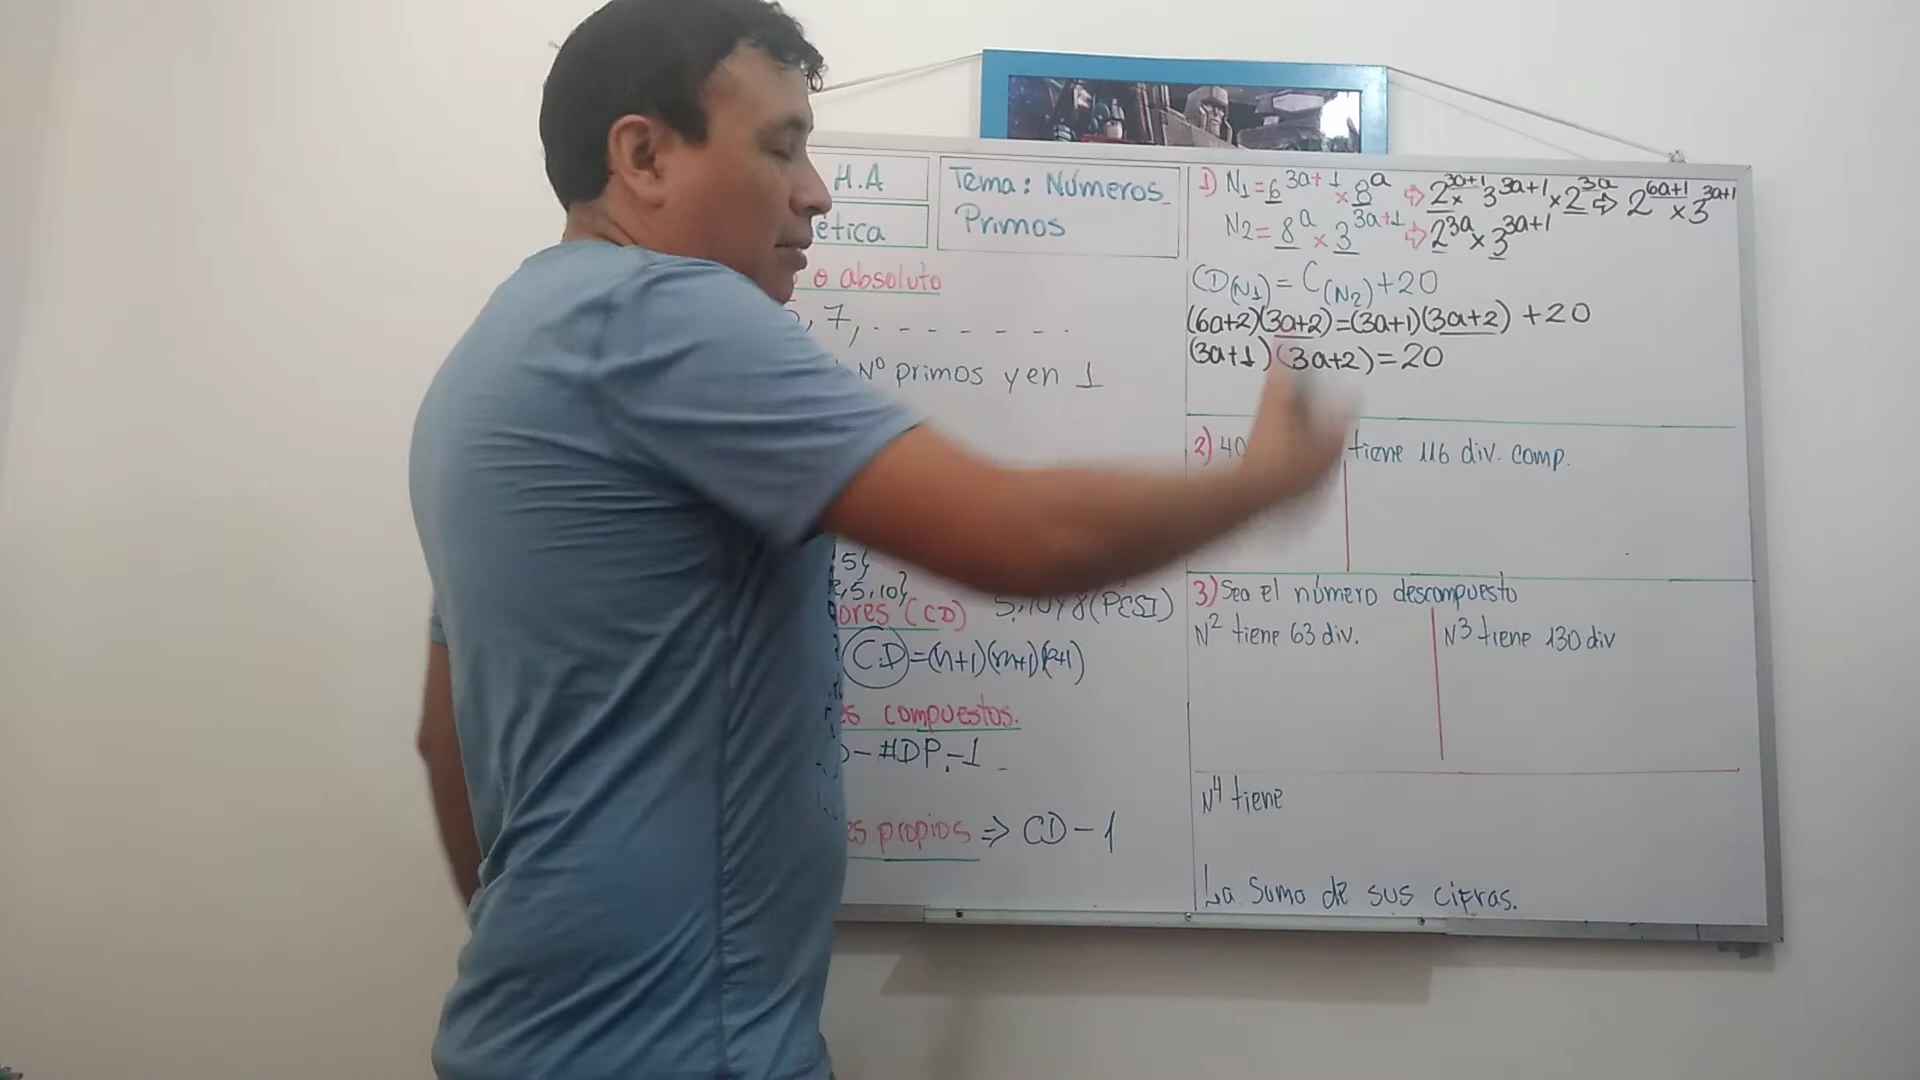 H.A
ética
Tema: Números
Primos
o absoluto
, 7, . - - - - - - .
Nº primos y en 1
5}
,5,10}
ores (CD)
5,10 y 8 (PESI)
CD=(n+1)(m+1)(p+1)
es compuestos.
- #DP - 1
es propios ⇒ CD - 1
1) N1 = 6^3a+1 × 8^a ⇨ 2^3a+1 × 3^3a+1 × 2^3a ⇨ 2^6a+1 × 3^3a+1
N2 = 8^a × 3^3a+1 ⇨ 2^3a × 3^3a+1
CD(N1) = C(N2) + 20
(6a+2)(3a+2)=(3a+1)(3a+2) + 20
(3a+1)(3a+2)=20
2) 40 tiene 116 div. comp.
3) Sea el número descompuesto
N² tiene 63 div.
N³ tiene 130 div
N⁴ tiene
La Suma de sus cifras.